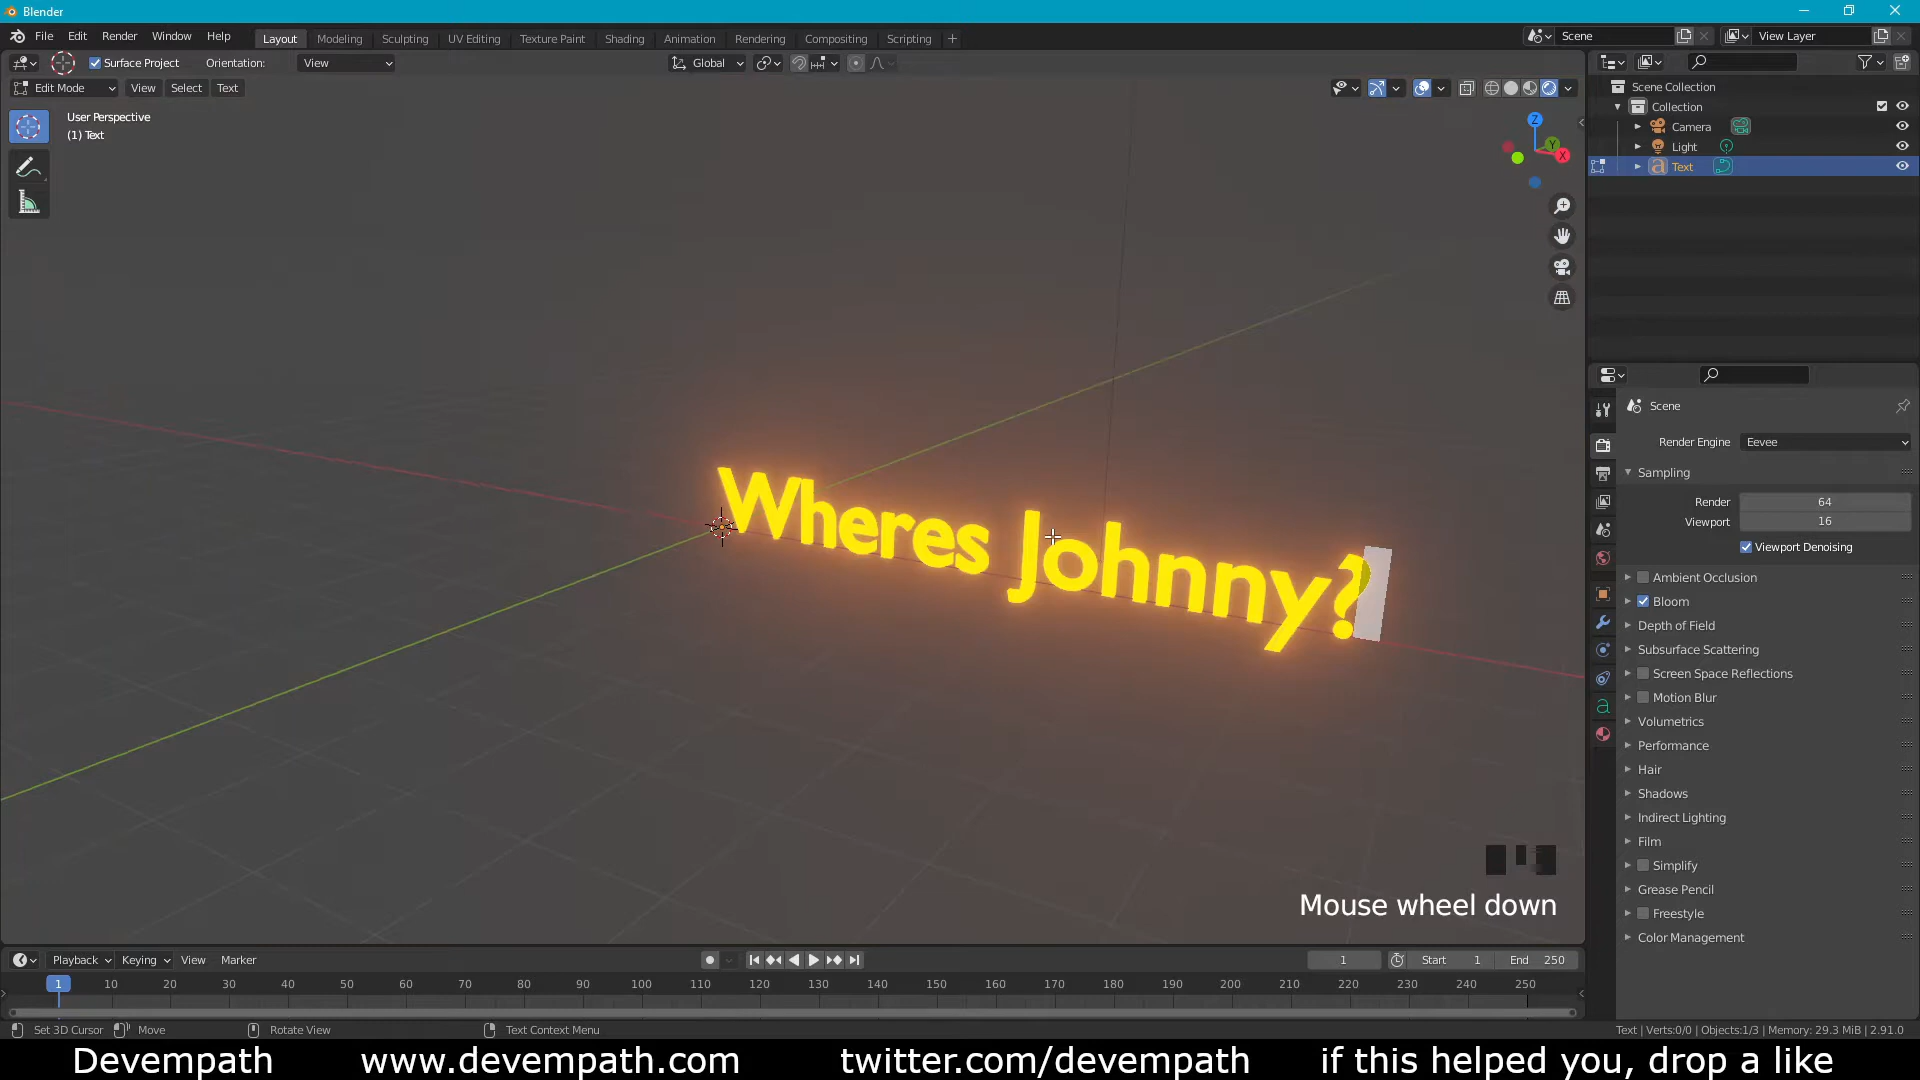 Blender
File Edit Render Window Help Layout Modeling Sculpting UV Editing Texture Paint Shading Animation Rendering Compositing Scripting + Scene View Layer
Surface Project Orientation: View Global
Edit Mode View Select Text
User Perspective
(1) Text
Z
Y
X
Wheres Johnny?
Mouse wheel down
Scene Collection
Collection
Camera
Light
Text
Scene
Render Engine Eevee
Sampling
Render 64
Viewport 16
Viewport Denoising
Ambient Occlusion
Bloom
Depth of Field
Subsurface Scattering
Screen Space Reflections
Motion Blur
Volumetrics
Performance
Hair
Shadows
Indirect Lighting
Film
Simplify
Grease Pencil
Freestyle
Color Management
Playback Keying View Marker 1 Start 1 End 250
1 10 20 30 40 50 60 70 80 90 100 110 120 130 140 150 160 170 180 190 200 210 220 230 240 250
Set 3D Cursor Move Rotate View Text Context Menu Text | Verts:0/0 | Objects:1/3 | Memory: 29.3 MiB | 2.91.0
Devempath www.devempath.com twitter.com/devempath if this helped you, drop a like